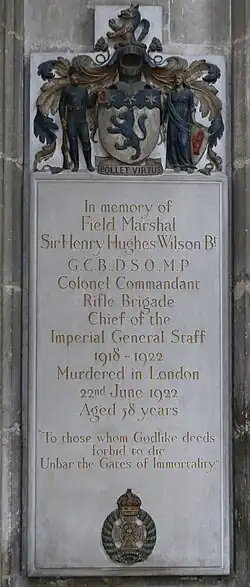 POLLET VIRTUS
In memory of
Field Marshal
Sir Henry Hughes Wilson Bt
G.C.B., D.S.O., M.P
Colonel Commandant
Rifle Brigade
Chief of the
Imperial General Staff
1918 - 1922
Murdered in London
22nd June 1922
Aged 58 years
"To those whom Godlike deeds
forbid to die
Unbar the Gates of Immortality"